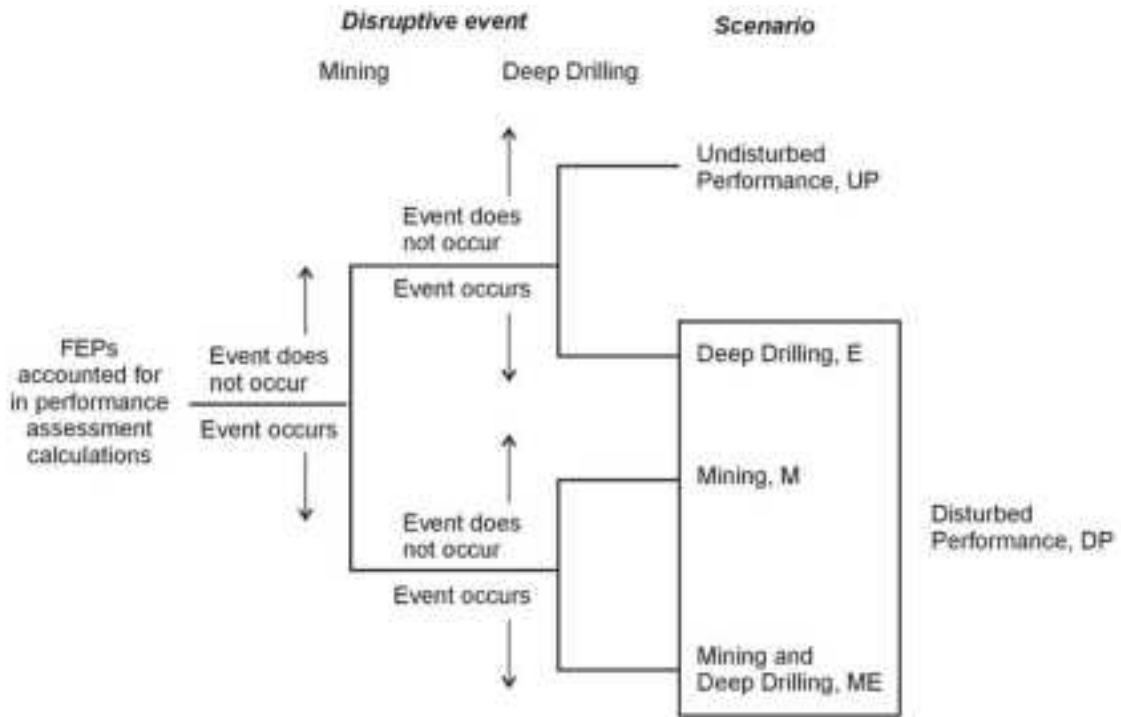 Disruptive event
Scenario
Mining
Deep Drilling
Undisturbed
Performance, UP
Event does
not occur
Event occurs
FEPs
accounted for
in performance
assessment
calculations
Event does
not occur
Event occurs
Deep Drilling, E
Mining, M
Event does
not occur
Event occurs
Disturbed
Performance, DP
Mining and
Deep Drilling, ME